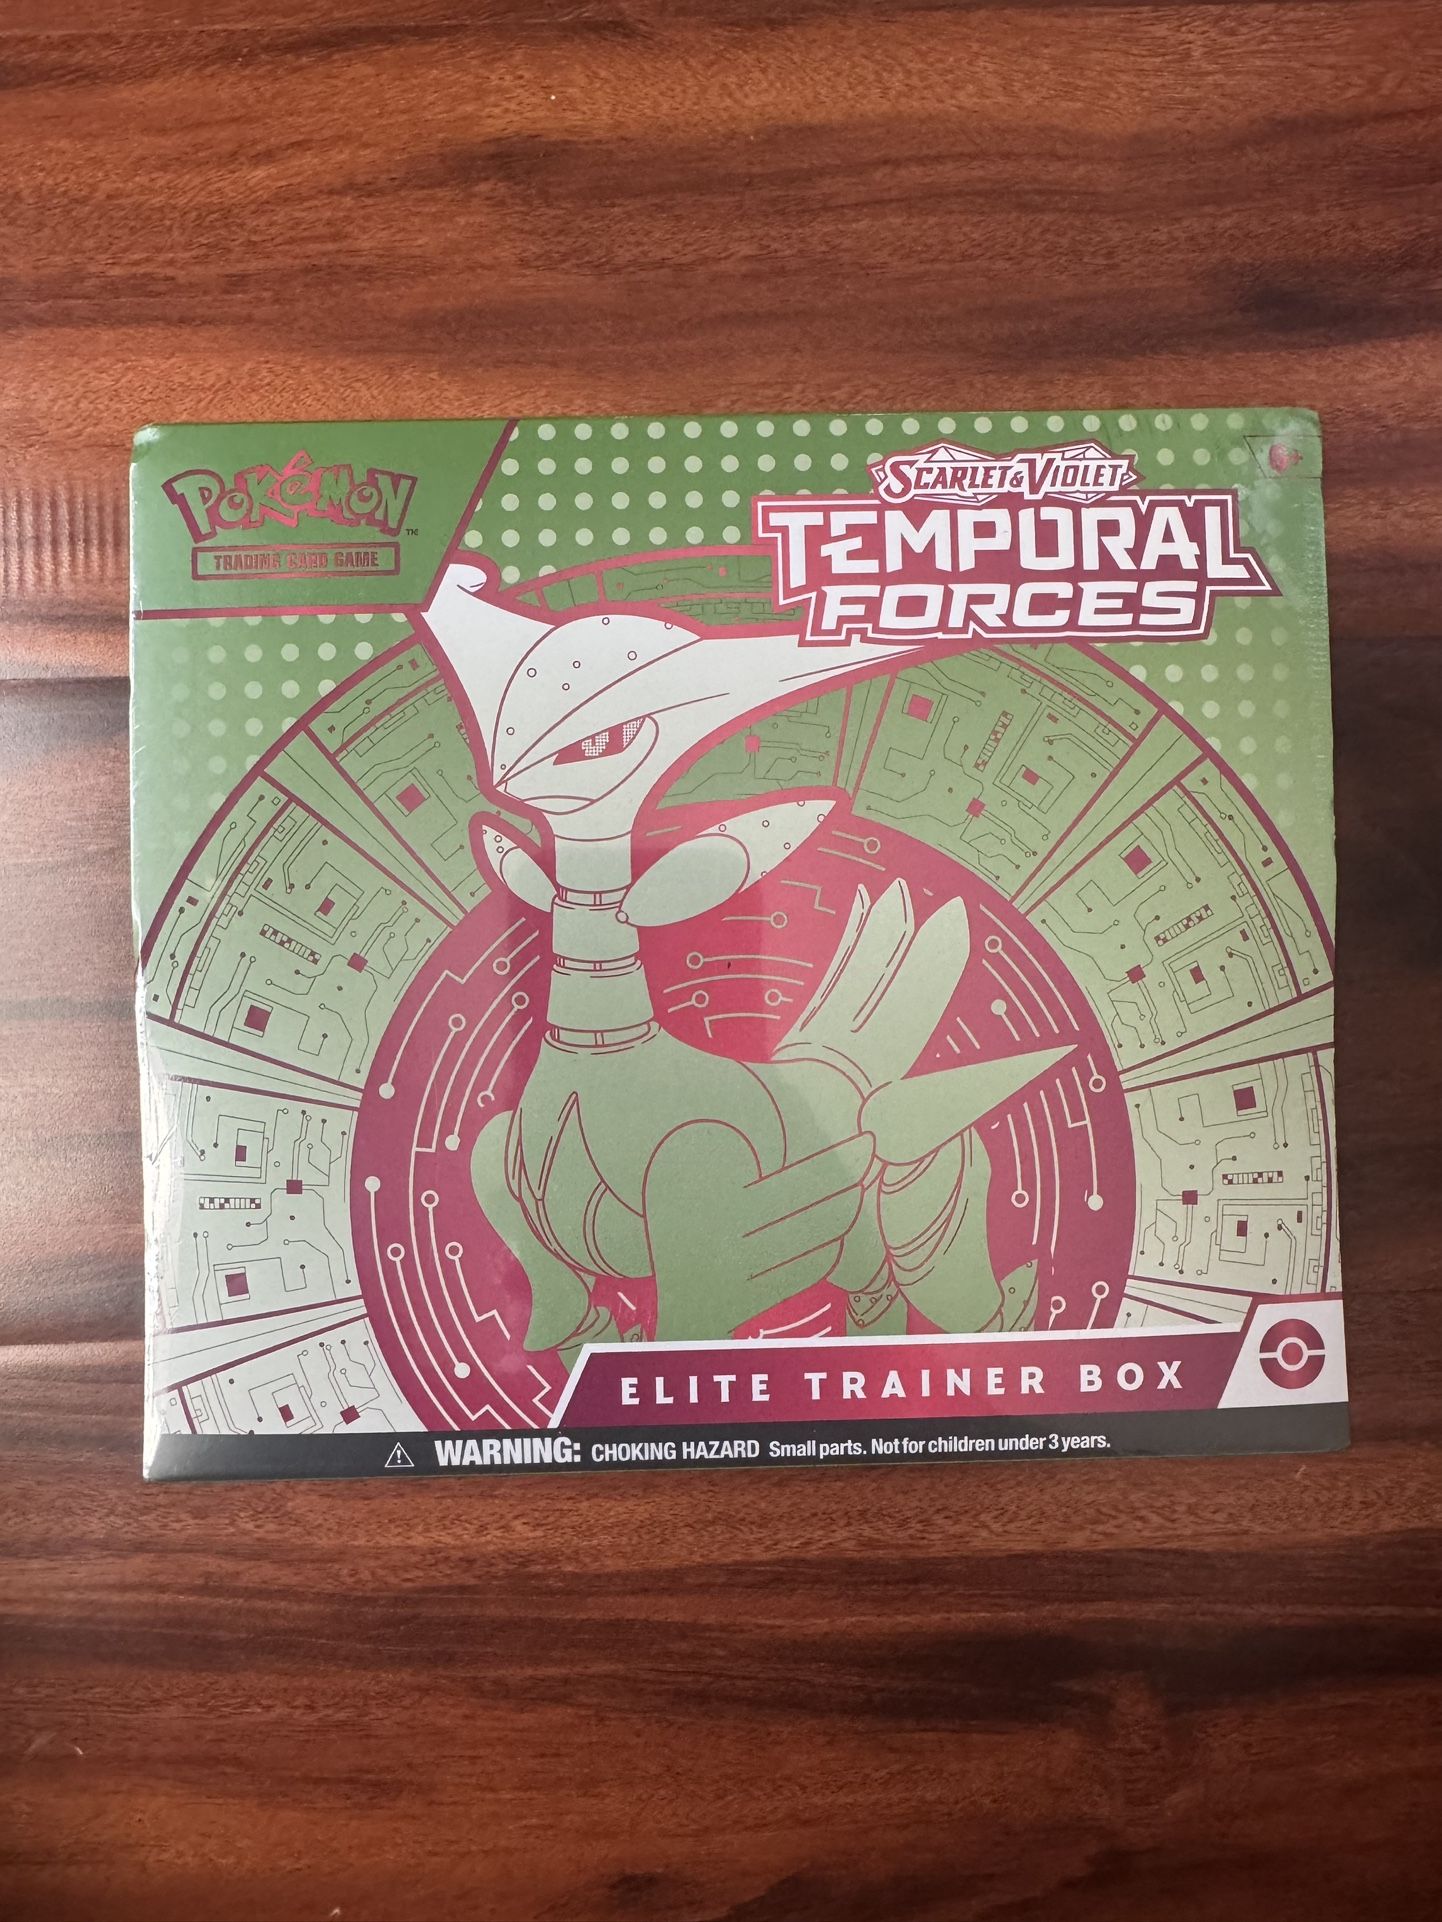 POKéMON™
TRADING CARD GAME
SCARLET & VIOLET
TEMPORAL
FORCES
ELITE TRAINER BOX
WARNING: CHOKING HAZARD Small parts. Not for children under 3 years.